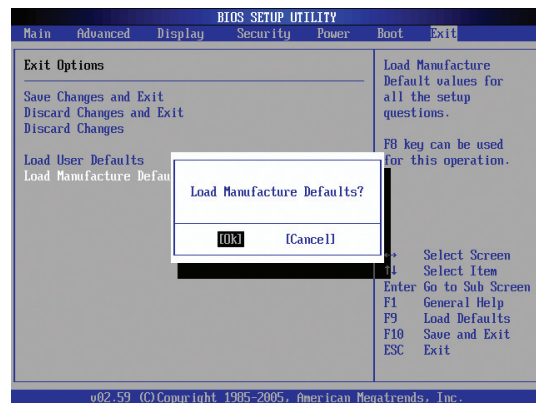 BIOS SETUP UTILITY
Main Advanced Display Security Power Boot Exit
Exit Options
Save Changes and Exit
Discard Changes and Exit
Discard Changes
Load User Defaults
Load Manufacture Defau
Load Manufacture Defaults?
[Ok] [Cancel]
Load Manufacture
Default values for
all the setup
questions.
F8 key can be used
for this operation.
↔ Select Screen
↑↓ Select Item
Enter Go to Sub Screen
F1 General Help
F9 Load Defaults
F10 Save and Exit
ESC Exit
v02.59 (C)Copyright 1985-2005, American Megatrends, Inc.